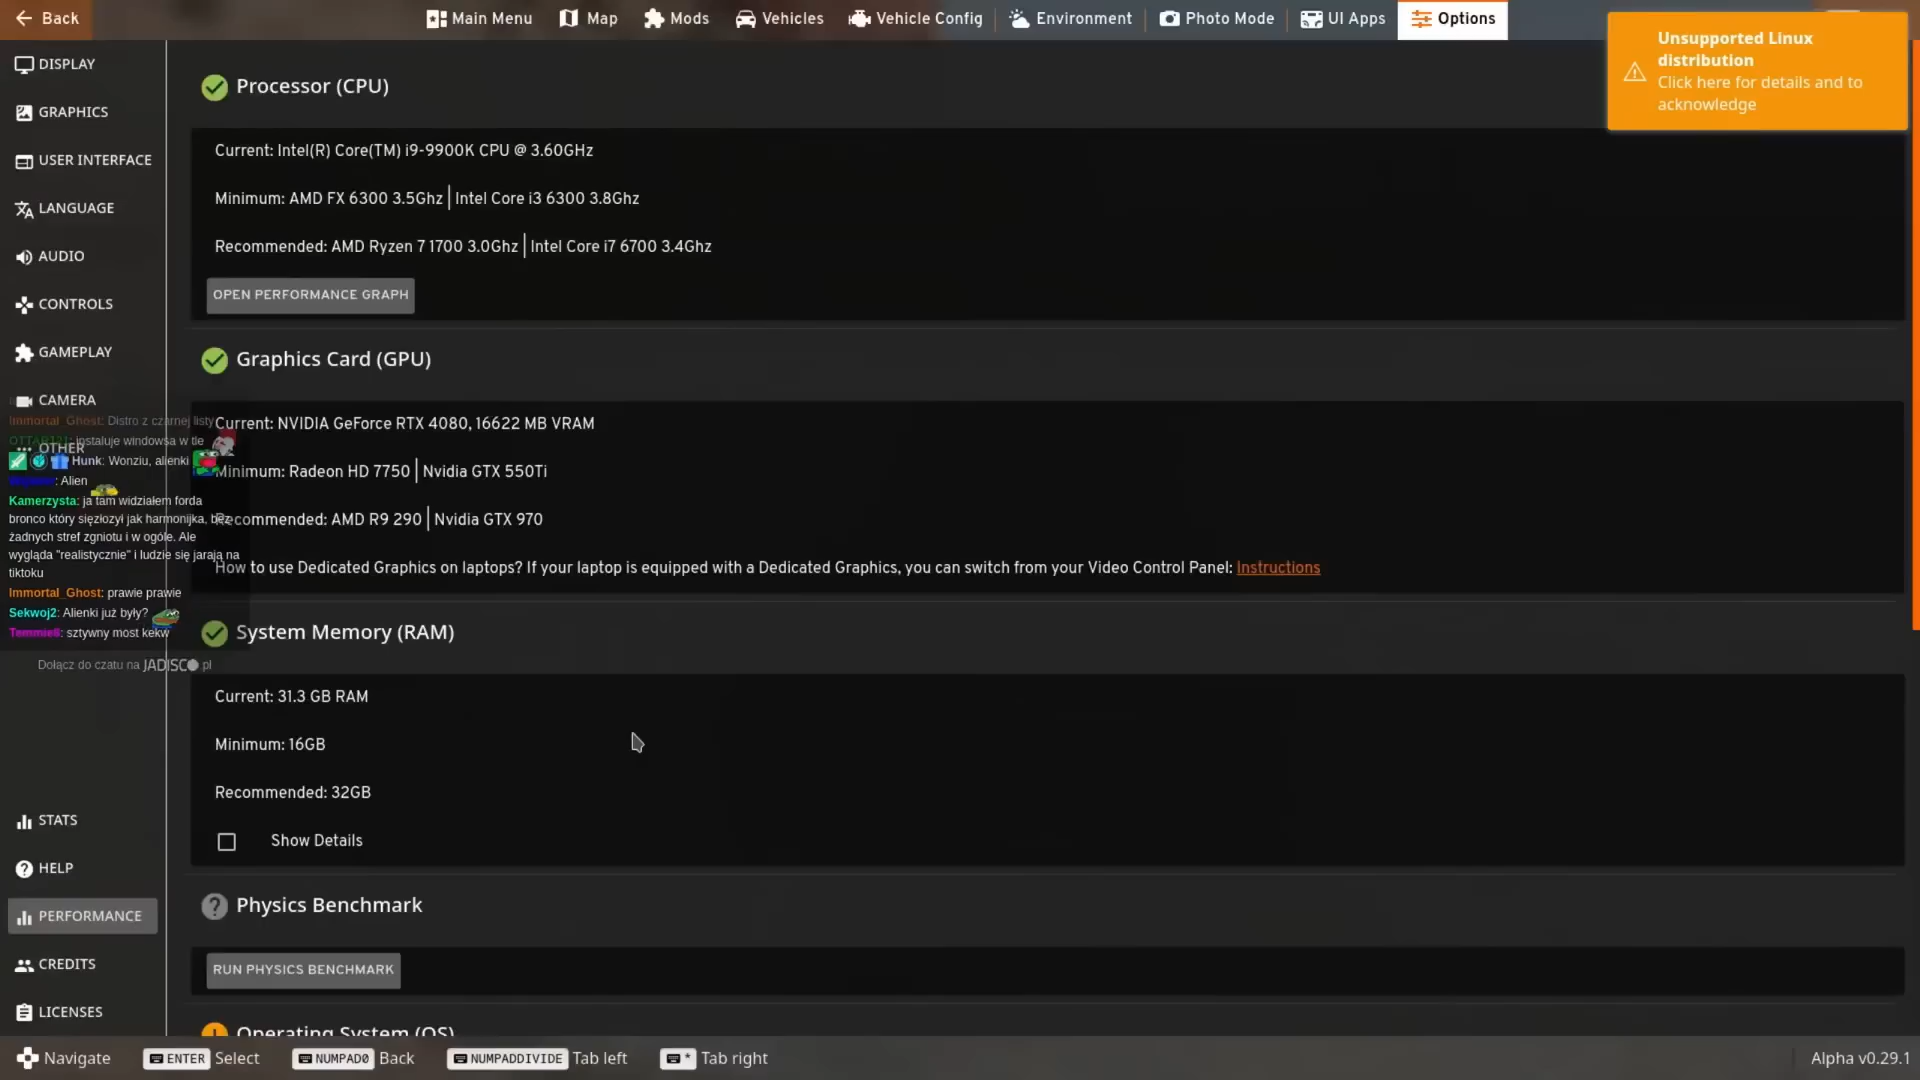 Back
Main Menu
Map
Mods
Vehicles
Vehicle Config
Environment
Photo Mode
UI Apps
Options
Unsupported Linux
distribution
Click here for details and to
acknowledge
DISPLAY
GRAPHICS
USER INTERFACE
LANGUAGE
AUDIO
CONTROLS
GAMEPLAY
CAMERA
OTHER
Immortal_Ghost: Distro z czarnej listy
instaluje windowsa w tle
Hunk: Wonziu, alienki
: Alien
Kamerzysta: ja tam widziałem forda
bronco który sięzłożył jak harmonijka, bez
żadnych stref zgniotu i w ogóle. Ale
wygląda "realistycznie" i ludzie się jarają na
tiktoku
Immortal_Ghost: prawie prawie
Sekwoj2: Alienki już były?
Temmie8: sztywny most kekw
Dołącz do czatu na JADISCO pl
STATS
HELP
PERFORMANCE
CREDITS
LICENSES
Processor (CPU)
Current: Intel(R) Core(TM) i9-9900K CPU @ 3.60GHz
Minimum: AMD FX 6300 3.5Ghz | Intel Core i3 6300 3.8Ghz
Recommended: AMD Ryzen 7 1700 3.0Ghz | Intel Core i7 6700 3.4Ghz
OPEN PERFORMANCE GRAPH
Graphics Card (GPU)
Current: NVIDIA GeForce RTX 4080, 16622 MB VRAM
Minimum: Radeon HD 7750 | Nvidia GTX 550Ti
Recommended: AMD R9 290 | Nvidia GTX 970
How to use Dedicated Graphics on laptops? If your laptop is equipped with a Dedicated Graphics, you can switch from your Video Control Panel: Instructions
System Memory (RAM)
Current: 31.3 GB RAM
Minimum: 16GB
Recommended: 32GB
Show Details
Physics Benchmark
RUN PHYSICS BENCHMARK
Operating System (OS)
Navigate
ENTER Select
NUMPAD0 Back
NUMPADDIVIDE Tab left
* Tab right
Alpha v0.29.1